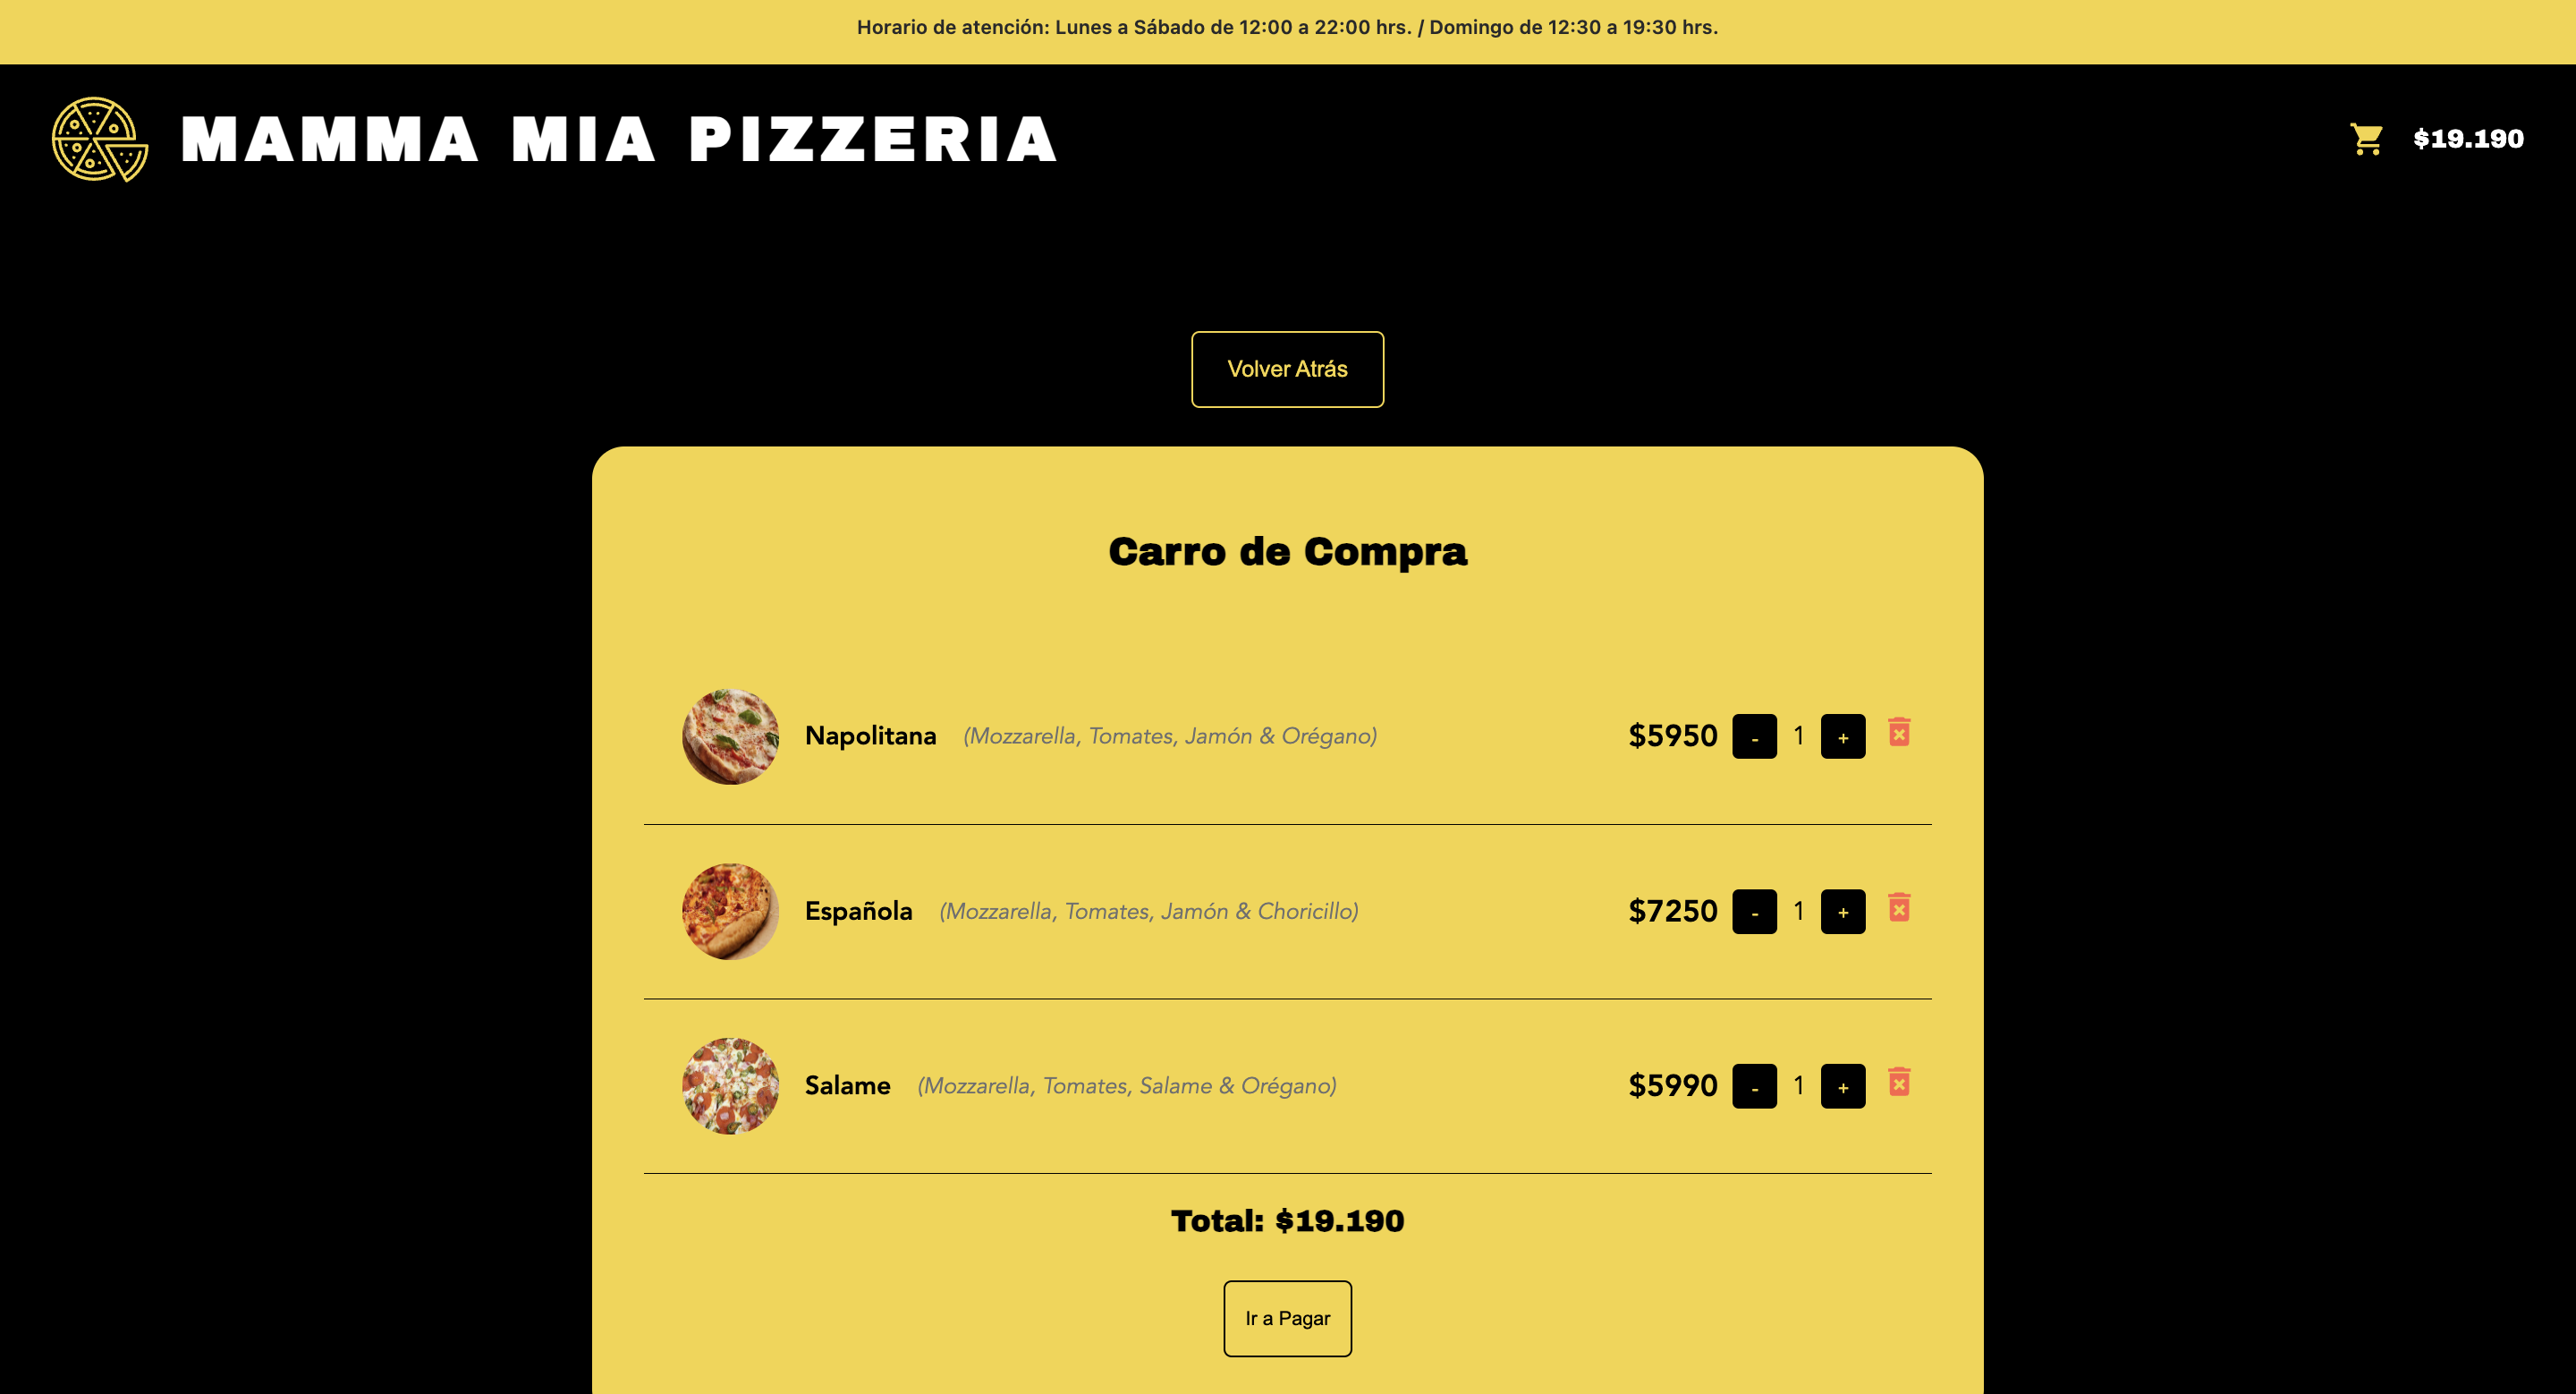 Horario de atención: Lunes a Sábado de 12:00 a 22:00 hrs. / Domingo de 12:30 a 19:30 hrs.
MAMMA MIA PIZZERIA
$19.190
Volver Atrás
Carro de Compra
Napolitana (Mozzarella, Tomates, Jamón & Orégano) $5950 - 1 +
Española (Mozzarella, Tomates, Jamón & Choricillo) $7250 - 1 +
Salame (Mozzarella, Tomates, Salame & Orégano) $5990 - 1 +
Total: $19.190
Ir a Pagar